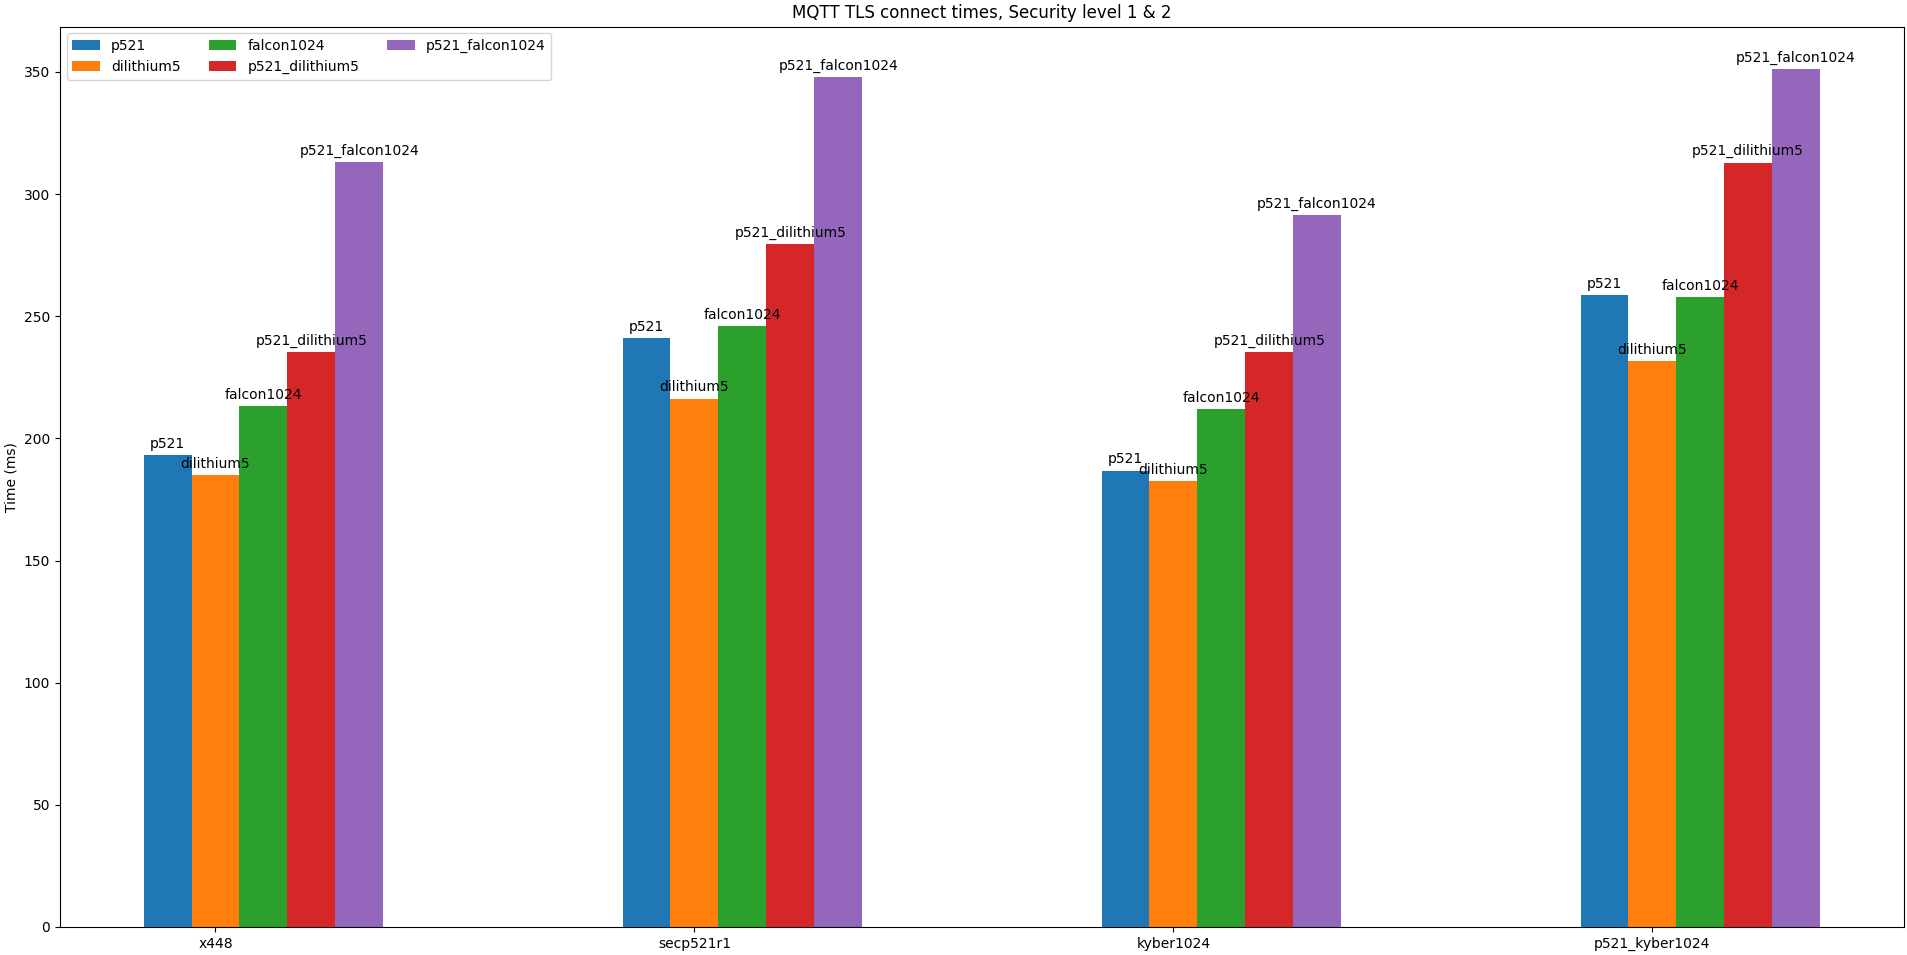 MQTT TLS connect times, Security level 1 & 2
p521
dilithium5
falcon1024
p521_dilithium5
p521_falcon1024
Time (ms)
350
300
250
200
150
100
50
0
p521
dilithium5
falcon1024
p521_dilithium5
p521_falcon1024
p521
dilithium5
falcon1024
p521_dilithium5
p521_falcon1024
p521
dilithium5
falcon1024
p521_dilithium5
p521_falcon1024
p521
dilithium5
falcon1024
p521_dilithium5
p521_falcon1024
x448
secp521r1
kyber1024
p521_kyber1024